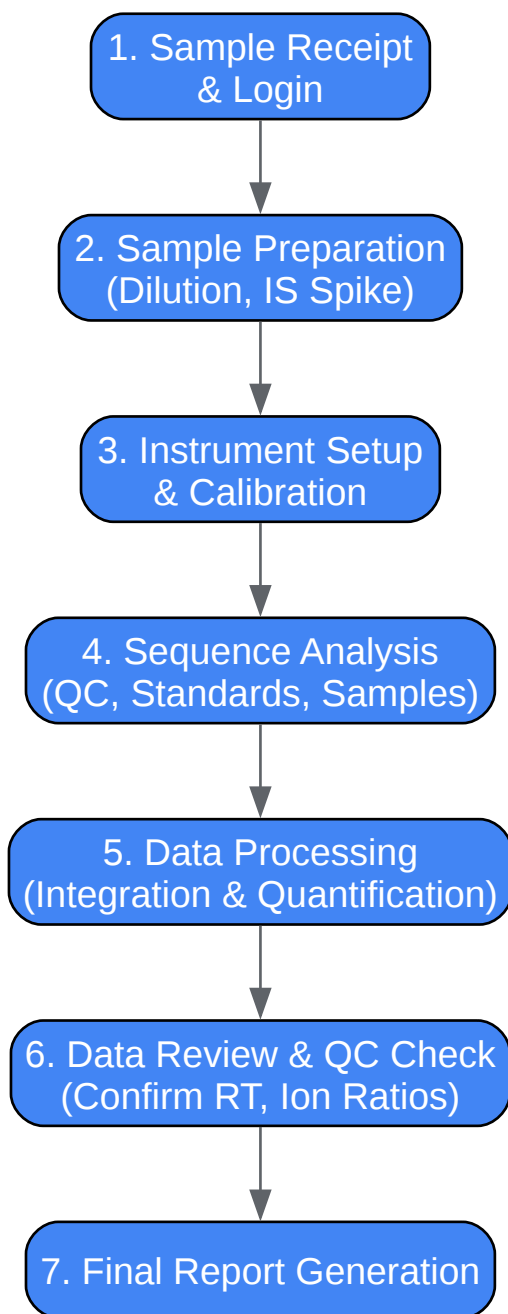 1. Sample Receipt
& Login
2. Sample Preparation
(Dilution, IS Spike)
3. Instrument Setup
& Calibration
4. Sequence Analysis
(QC, Standards, Samples)
5. Data Processing
(Integration & Quantification)
6. Data Review & QC Check
(Confirm RT, Ion Ratios)
7. Final Report Generation